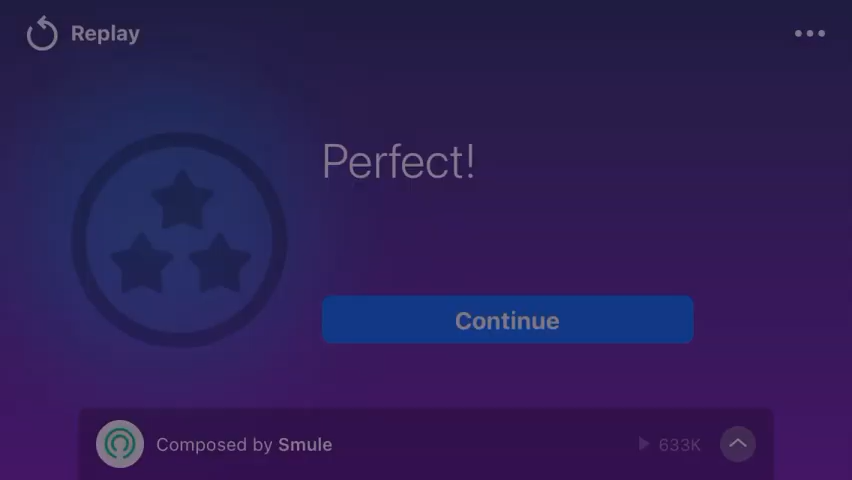 Replay
Perfect!
Continue
Composed by Smule
633K